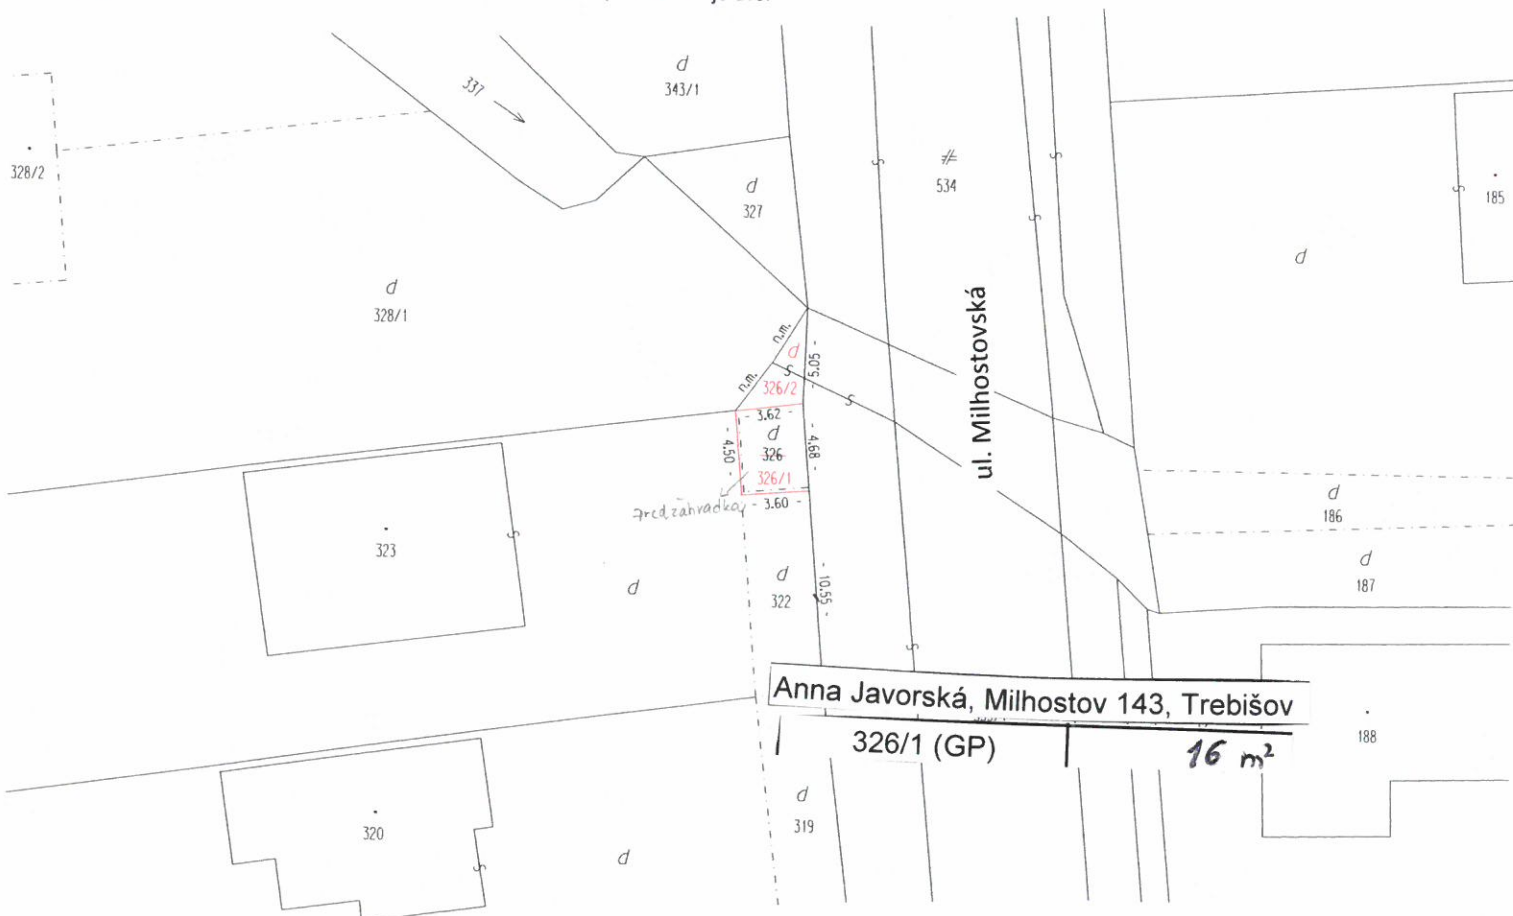 d
343/1
337
328/2
#
534
d
327
185
d
d
328/1
ul. Milhostovská
n.m.
d
- 5.05 -
n.m.
326/2
- 3.62 -
d
326
326/1
- 4.50 -
- 4.68 -
- 3.60 -
Predzáhradka
323
d
d
322
- 10.55 -
d
186
d
187
Anna Javorská, Milhostov 143, Trebišov
326/1 (GP)
16 m²
188
320
d
d
319